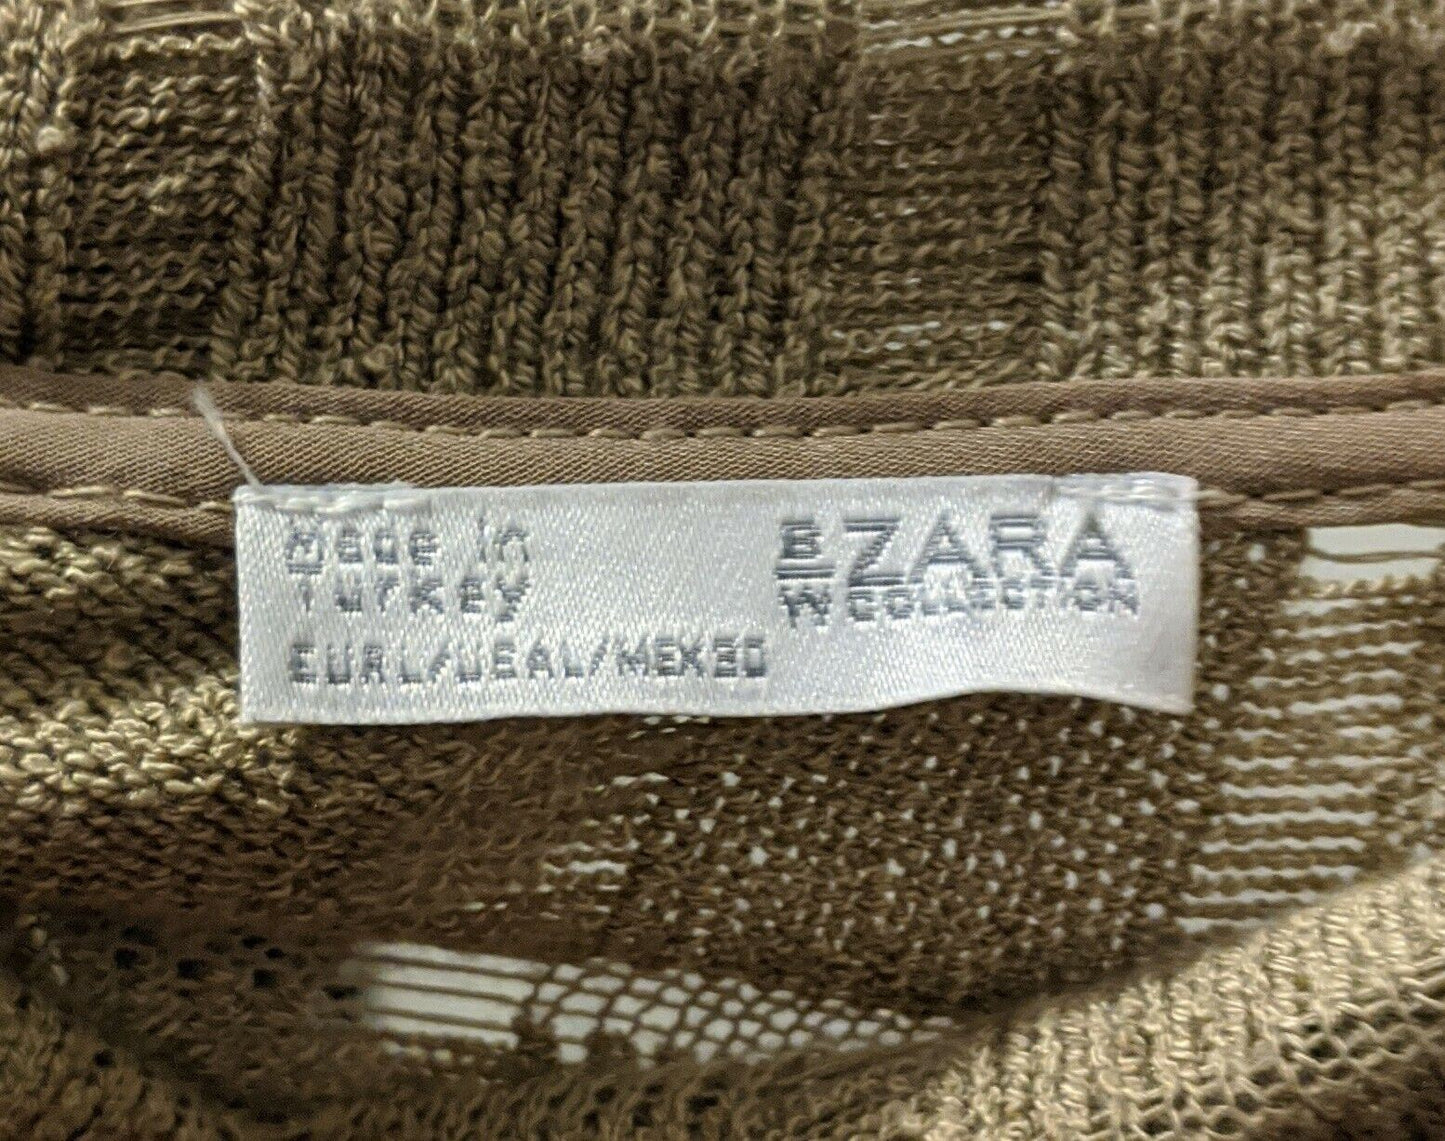 Made in
Turkey
EUR L/USA L/MEX 30
B ZARA
W COLLECTION